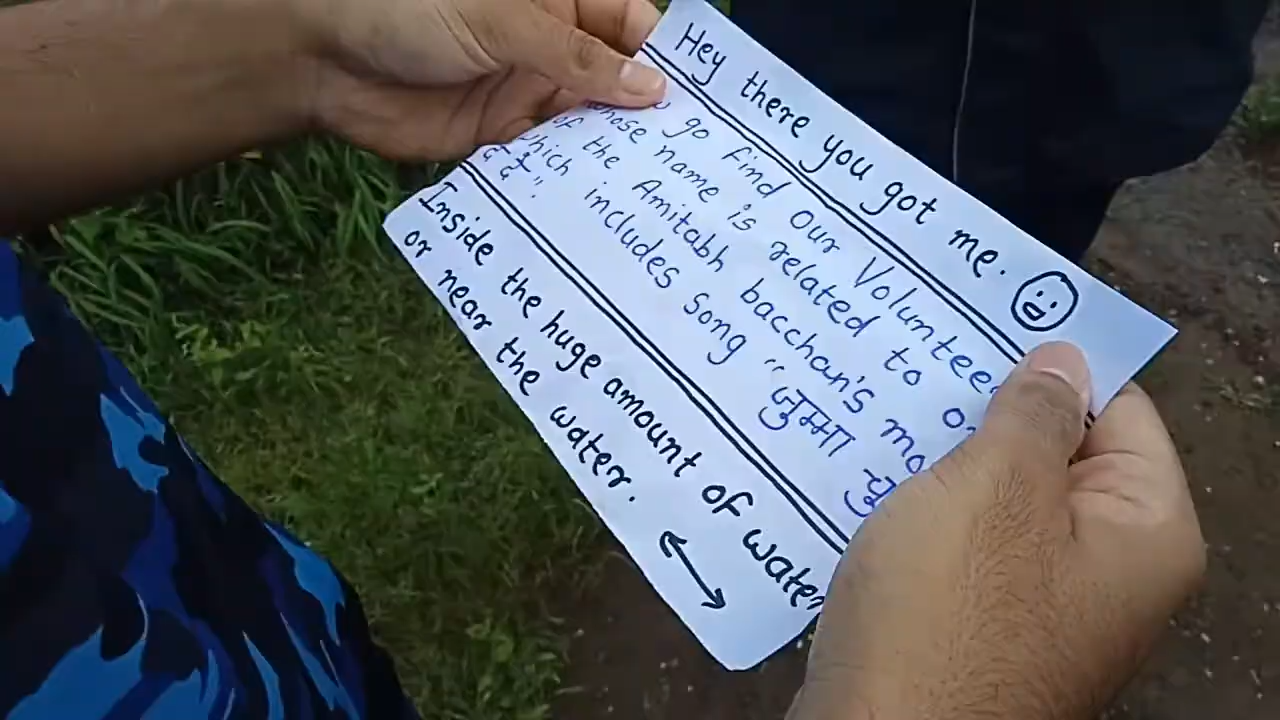 Hey there you got me.
go find our Volunteer
whose name is related to
of the Amitabh bacchan's
which includes song "जुम्मा
दे दे".
Inside the huge amount of water
or near the water.